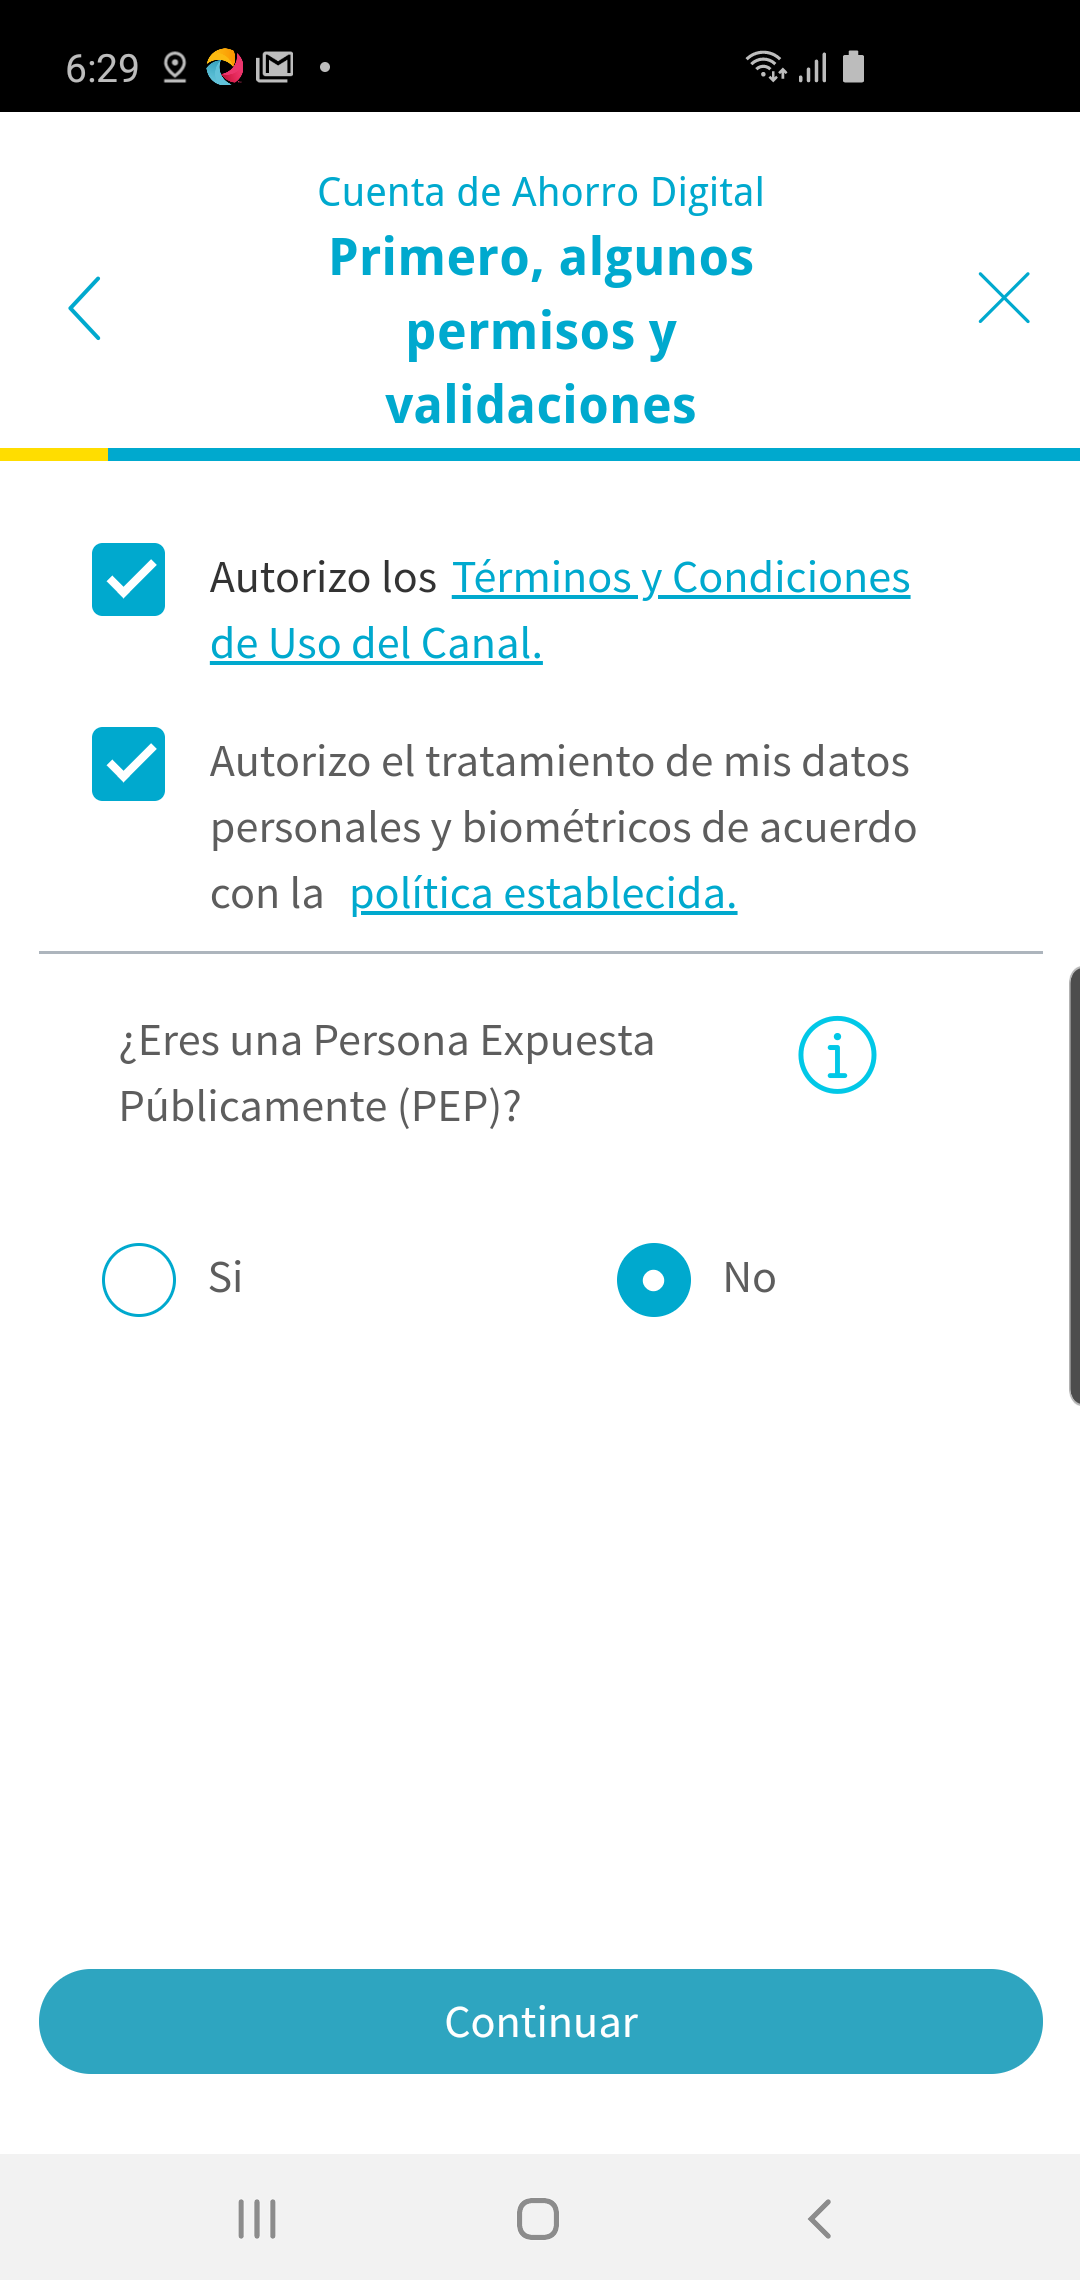 6:29
Cuenta de Ahorro Digital
Primero, algunos
permisos y
validaciones
Autorizo los Términos y Condiciones
de Uso del Canal.
Autorizo el tratamiento de mis datos
personales y biométricos de acuerdo
con la política establecida.
¿Eres una Persona Expuesta
Públicamente (PEP)?
Si
No
Continuar